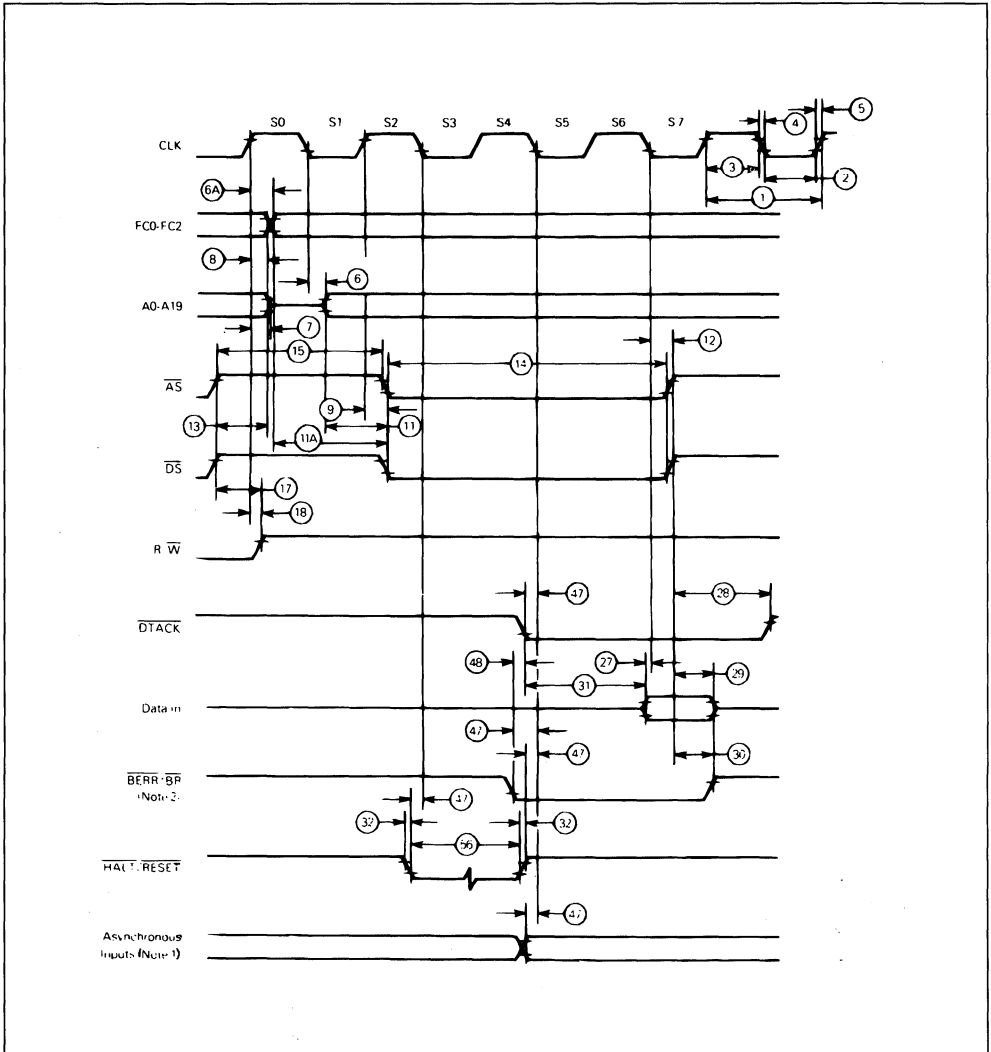 S0 S1 S2 S3 S4 S5 S6 S7
CLK
4 5
3 2
1
6A
FC0-FC2
8 6
A0-A19
7
15 14 12
AS
9
13 11A 11
DS
17
18
R W
47 28
DTACK
48 27 29
31
Data in
47
47 30
BERR BR
(Note 2)
47
32 56 32
HALT/RESET
47
Asynchronous
Inputs (Note 1)